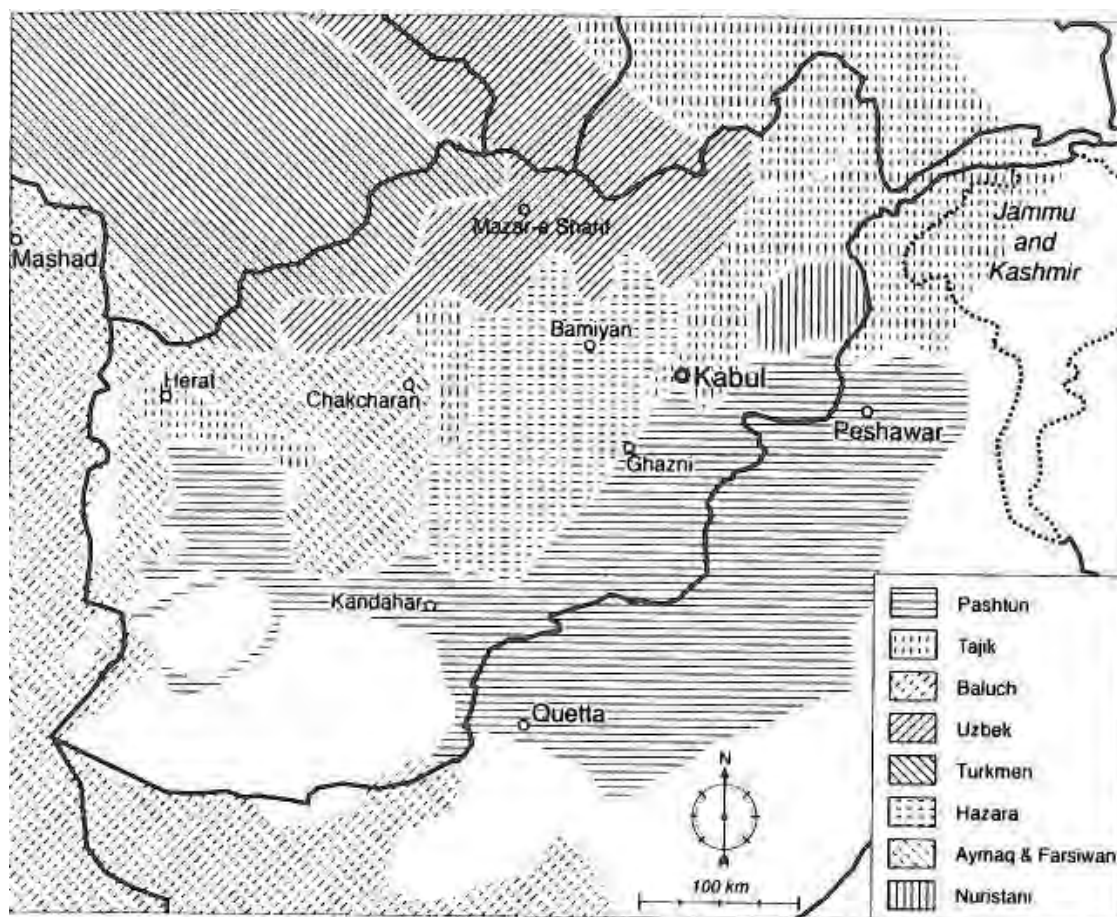 Jammu
and
Kashmir
Mazar-e Sharif
Mashad
Bamiyan
Herat
Chakcharan
Kabul
Peshawar
Ghazni
Kandahar
Quetta
N
100 km
Pashtun
Tajik
Baluch
Uzbek
Turkmen
Hazara
Aymaq & Farsiwan
Nuristani